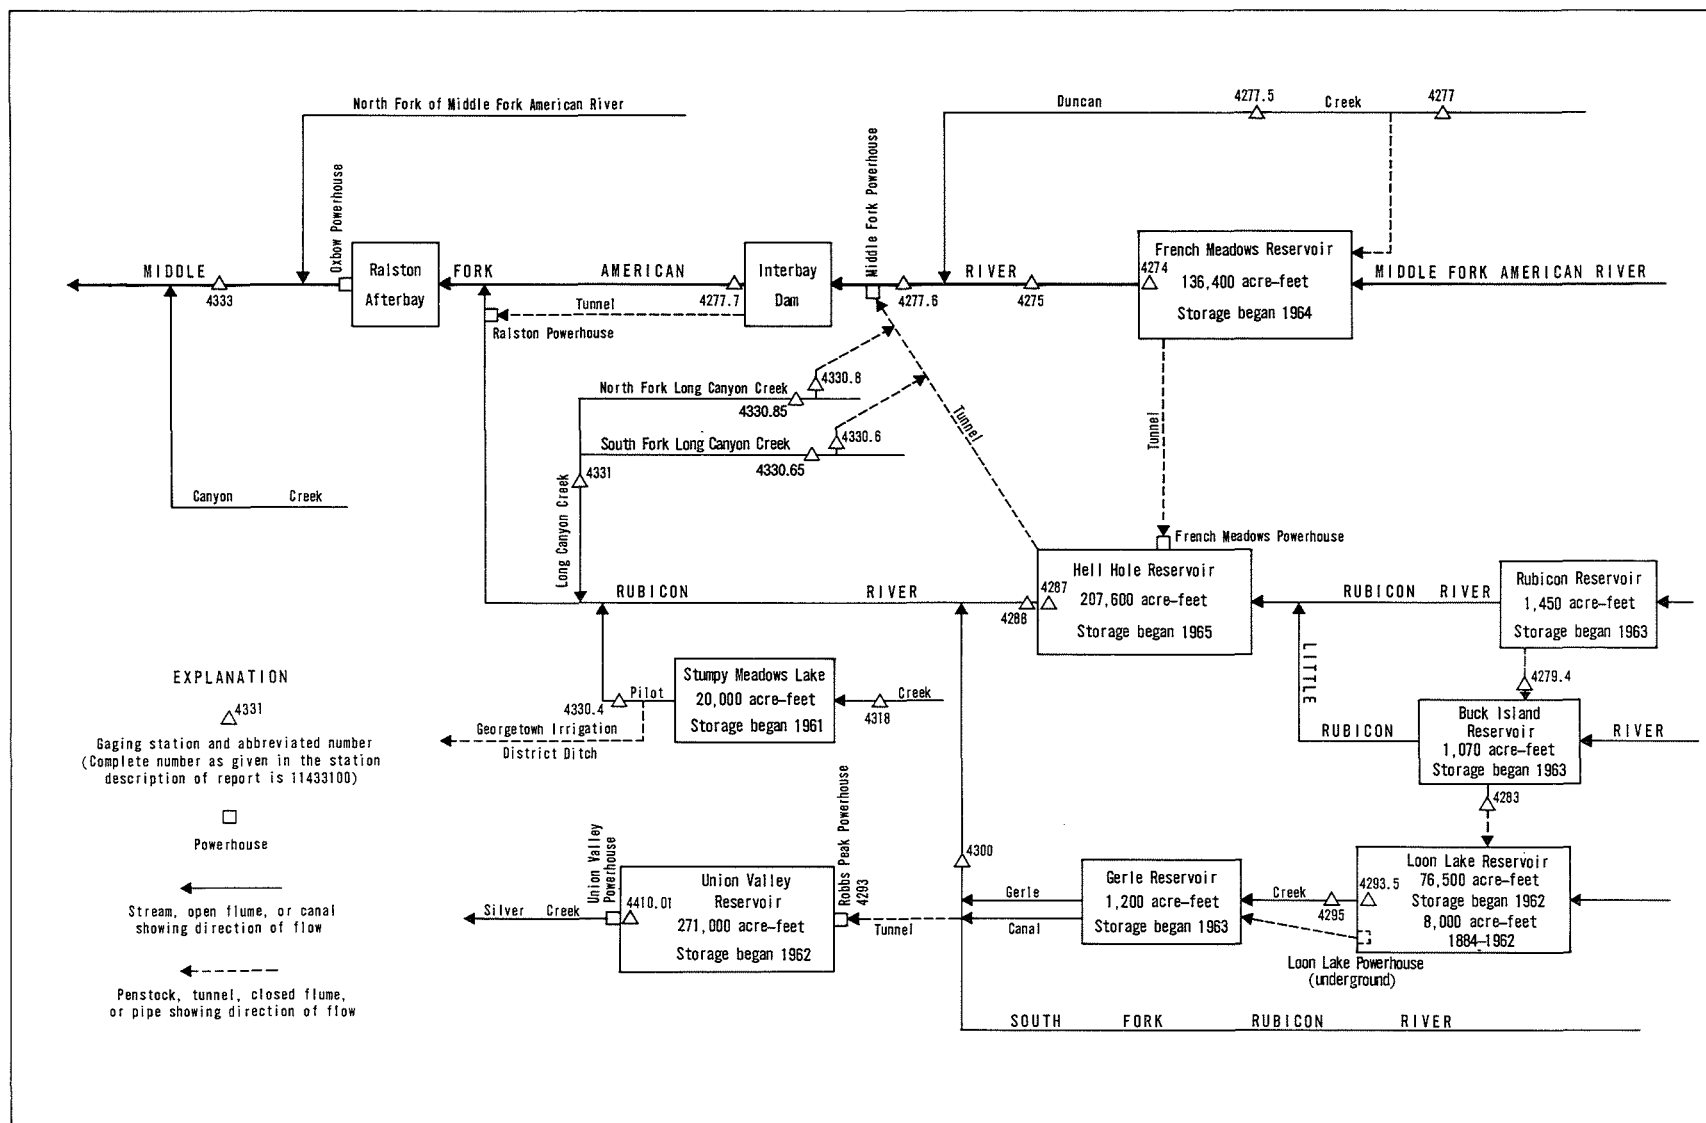 North Fork of Middle Fork American River
Duncan
4277.5
Creek
4277
Oxbow Powerhouse
Middle Fork Powerhouse
MIDDLE
4333
Ralston
Afterbay
FORK
AMERICAN
4277.7
Interbay
Dam
4277.6
RIVER
4275
4274
French Meadows Reservoir
136,400 acre-feet
Storage began 1964
MIDDLE FORK AMERICAN RIVER
Tunnel
Ralston Powerhouse
North Fork Long Canyon Creek
4330.8
4330.85
South Fork Long Canyon Creek
4330.6
4330.65
Tunnel
Tunnel
4331
Long Canyon Creek
Canyon Creek
French Meadows Powerhouse
RUBICON RIVER
4288
4287
Hell Hole Reservoir
207,600 acre-feet
Storage began 1965
RUBICON RIVER
Rubicon Reservoir
1,450 acre-feet
Storage began 1963
LITTLE
4279.4
RUBICON
Buck Island
Reservoir
1,070 acre-feet
Storage began 1963
RIVER
4283
Stumpy Meadows Lake
20,000 acre-feet
Storage began 1961
Pilot
4330.4
Creek
4318
Georgetown Irrigation
District Ditch
EXPLANATION
4331
Gaging station and abbreviated number
(Complete number as given in the station
description of report is 11433100)
Powerhouse
Stream, open flume, or canal
showing direction of flow
Penstock, tunnel, closed flume,
or pipe showing direction of flow
Union Valley
Powerhouse
Robbs Peak Powerhouse
4293
Silver Creek
4410.01
Union Valley
Reservoir
271,000 acre-feet
Storage began 1962
Tunnel
4300
Gerle
Canal
Gerle Reservoir
1,200 acre-feet
Storage began 1963
Creek
4295
4293.5
Loon Lake Reservoir
76,500 acre-feet
Storage began 1962
8,000 acre-feet
1884-1962
Loon Lake Powerhouse
(underground)
SOUTH FORK RUBICON RIVER